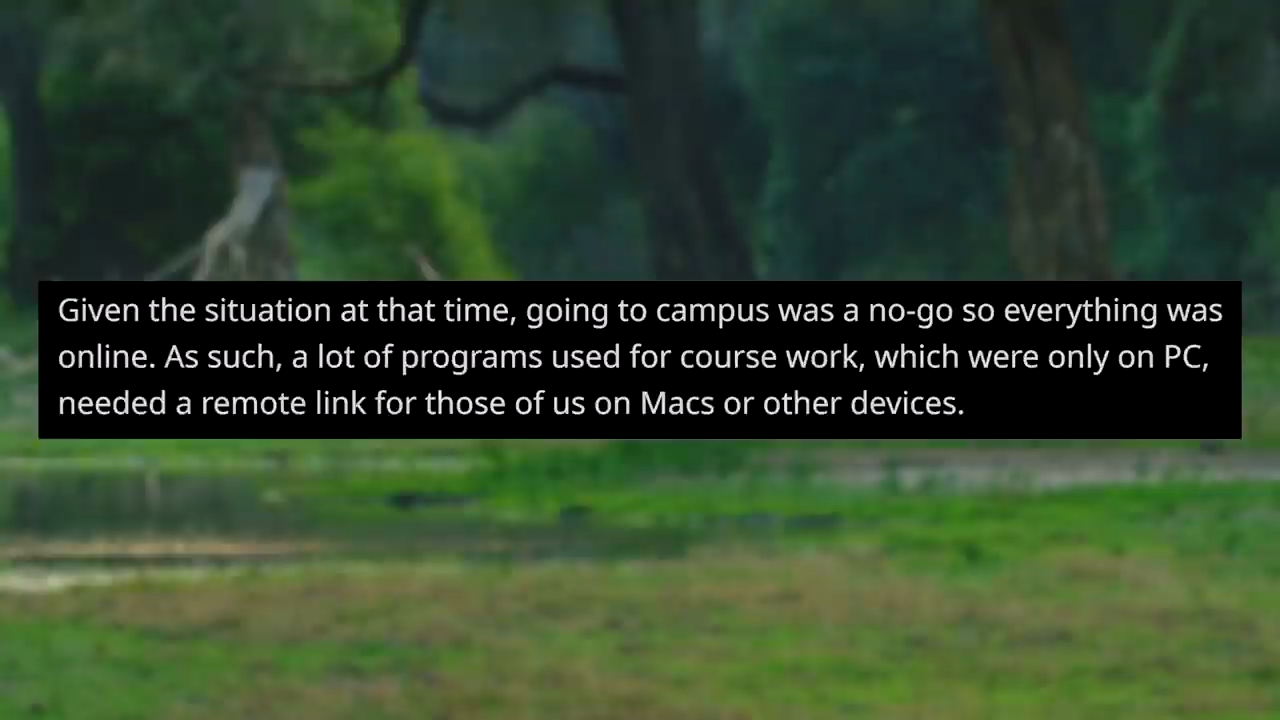 Given the situation at that time, going to campus was a no-go so everything was
online. As such, a lot of programs used for course work, which were only on PC,
needed a remote link for those of us on Macs or other devices.